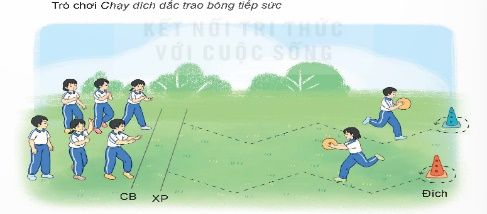 Trò chơi Chạy dích dắc trao bóng tiếp sức
KẾT NỐI TRI THỨC
VỚI CUỘC SỐNG
CB
XP
Đích